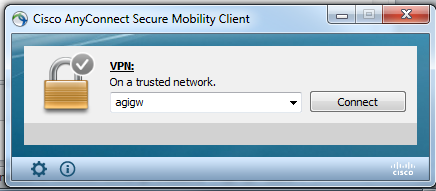 Cisco AnyConnect Secure Mobility Client
VPN:
On a trusted network.
agigw
Connect
cisco